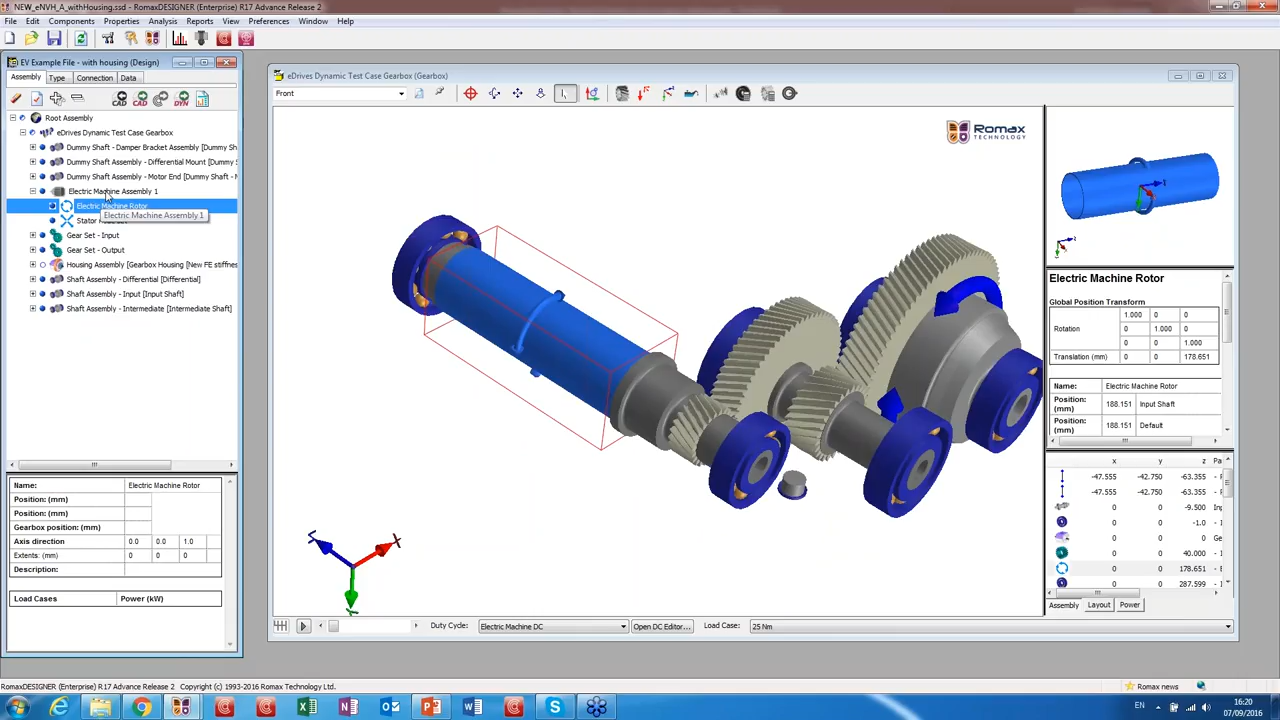 NEW_eNVH_A_withHousing.ssd - RomaxDESIGNER (Enterprise) R17 Advance Release 2
File Edit Components Properties Analysis Reports View Preferences Window Help
EV Example File - with housing (Design)
Assembly Type Connection Data
CAD CAD DYN
Root Assembly
eDrives Dynamic Test Case Gearbox
Dummy Shaft - Damper Bracket Assembly [Dummy Sh
Dummy Shaft Assembly - Differential Mount [Dummy S
Dummy Shaft Assembly - Motor End [Dummy Shaft - M
Electric Machine Assembly 1
Electric Machine Rotor
Electric Machine Assembly 1
Stator
Gear Set - Input
Gear Set - Output
Housing Assembly [Gearbox Housing [New FE stiffness
Shaft Assembly - Differential [Differential]
Shaft Assembly - Input [Input Shaft]
Shaft Assembly - Intermediate [Intermediate Shaft]
Name: Electric Machine Rotor
Position: (mm)
Position: (mm)
Gearbox position: (mm)
Axis direction: 0.0 0.0 1.0
Extents: (mm) 0 0 0
Description:
Load Cases Power (kW)
eDrives Dynamic Test Case Gearbox (Gearbox)
Front
Romax
TECHNOLOGY
X
Duty Cycle: Electric Machine DC Open DC Editor... Load Case: 25 Nm
Electric Machine Rotor
Global Position Transform
1.000 0 0
Rotation 0 1.000 0
0 0 1.000
Translation (mm) 0 0 178.651
Name: Electric Machine Rotor
Position: (mm) 188.151 Input Shaft
Position: (mm) 188.151 Default
x y z Pa
-47.555 -42.750 -63.355
-47.555 -42.750 -63.355
0 0 -9.500 Inp
0 0 -1.0
0 0 0 Ge
0 0 40.000
0 0 178.651
0 0 287.599
Assembly Layout Power
RomaxDESIGNER (Enterprise) R17 Advance Release 2 Copyright (c) 1993-2016 Romax Technology Ltd.
Romax news
EN 16:20
07/09/2016